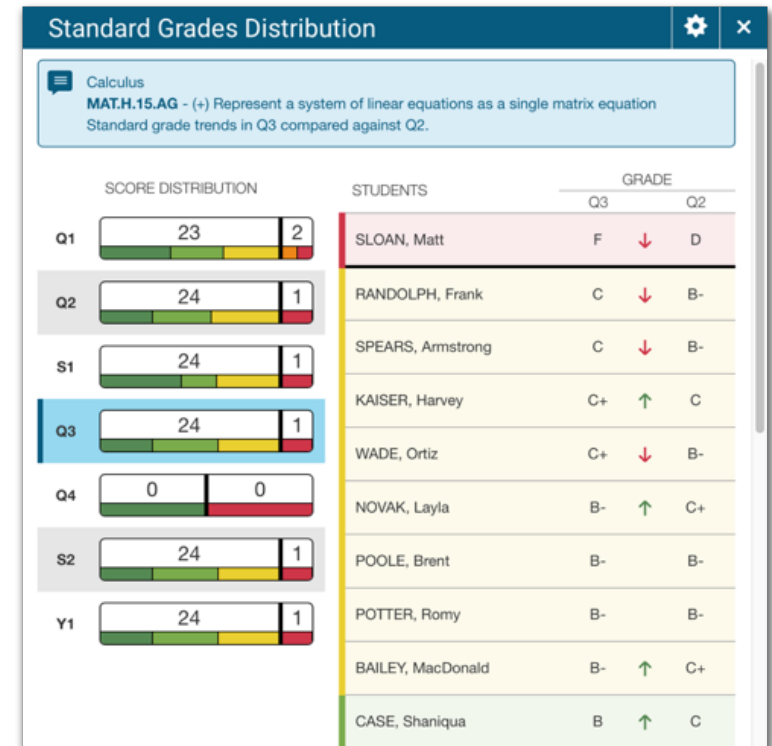 Standard Grades Distribution
Calculus
MAT.H.15.AG - (+) Represent a system of linear equations as a single matrix equation
Standard grade trends in Q3 compared against Q2.
SCORE DISTRIBUTION
Q1 23 2
Q2 24 1
S1 24 1
Q3 24 1
Q4 0 0
S2 24 1
Y1 24 1
STUDENTS GRADE
Q3 Q2
SLOAN, Matt F ↓ D
RANDOLPH, Frank C ↓ B-
SPEARS, Armstrong C ↓ B-
KAISER, Harvey C+ ↑ C
WADE, Ortiz C+ ↓ B-
NOVAK, Layla B- ↑ C+
POOLE, Brent B- B-
POTTER, Romy B- B-
BAILEY, MacDonald B- ↑ C+
CASE, Shaniqua B ↑ C